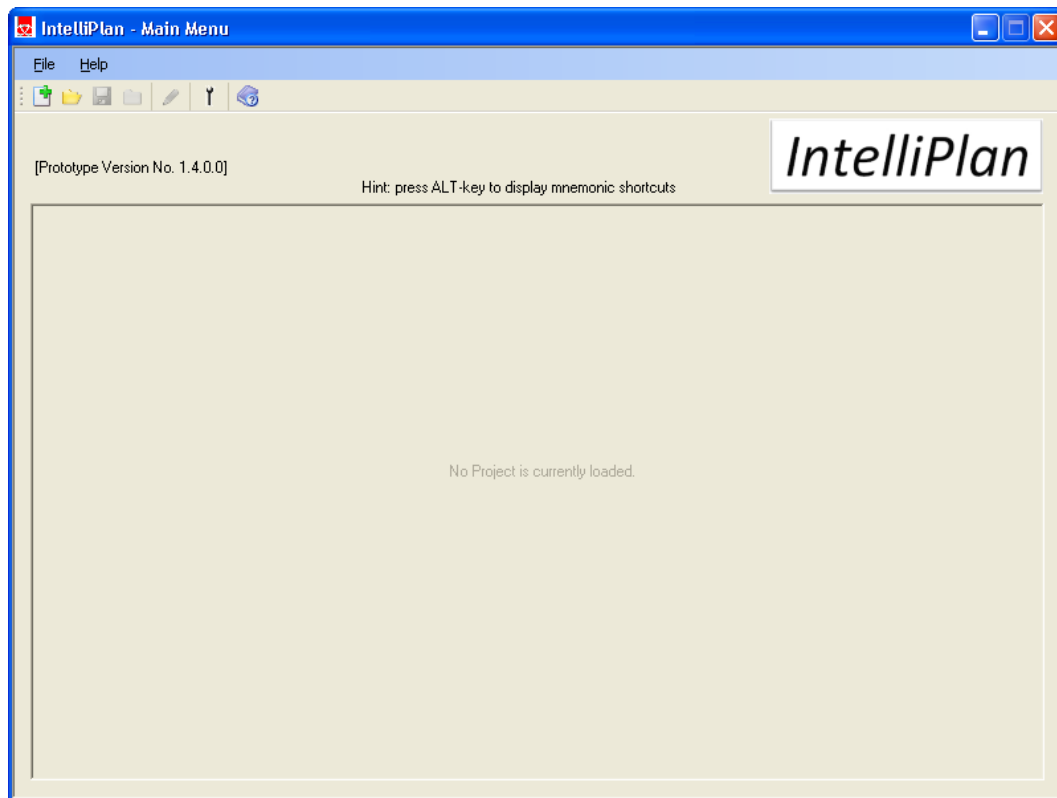 IntelliPlan - Main Menu
File Help
IntelliPlan
[Prototype Version No. 1.4.0.0]
Hint: press ALT-key to display mnemonic shortcuts
No Project is currently loaded.